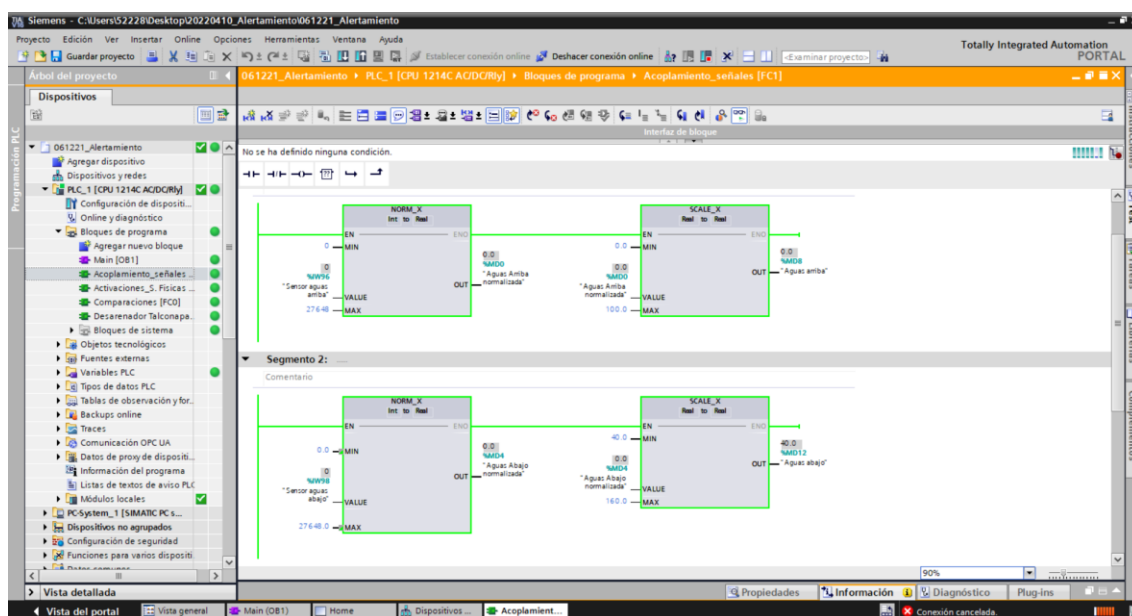 Siemens - C:\Users\52228\Desktop\20220410_Alertamiento\061221_Alertamiento
Proyecto Edición Ver Insertar Online Opciones Herramientas Ventana Ayuda
Guardar proyecto Establecer conexión online Deshacer conexión online <Examinar proyecto>
Totally Integrated Automation
PORTAL
Árbol del proyecto
061221_Alertamiento PLC_1 [CPU 1214C AC/DC/Rly] Bloques de programa Acoplamiento_señales [FC1]
Dispositivos
Programación PLC
061221_Alertamiento
Agregar dispositivo
Dispositivos y redes
PLC_1 [CPU 1214C AC/DC/Rly]
Configuración de dispositi...
Online y diagnóstico
Bloques de programa
Agregar nuevo bloque
Main [OB1]
Acoplamiento_señales ...
Activaciones_S. Fisicas ...
Comparaciones [FC0]
Desarenador Talconapa..
Bloques de sistema
Objetos tecnológicos
Fuentes externas
Variables PLC
Tipos de datos PLC
Tablas de observación y for..
Backups online
Traces
Comunicación OPC UA
Datos de proxy de dispositi...
Información del programa
Listas de textos de aviso PLC
Módulos locales
PC-System_1 [SIMATIC PC s...
Dispositivos no agrupados
Configuración de seguridad
Funciones para varios dispositi
Datos comunes
Vista detallada
Interfaz de bloque
No se ha definido ninguna condición.
NORM_X
Int to Real
EN ENO
0 MIN
0
%IW96
"Sensor aguas
arriba" VALUE
27648 MAX
OUT
0.0
%MD0
"Aguas Arriba
normalizada"
SCALE_X
Real to Real
EN ENO
0.0 MIN
0.0
%MD0
"Aguas Arriba
normalizada" VALUE
100.0 MAX
OUT
0.0
%MD8
"Aguas arriba"
Segmento 2: .....
Comentario
NORM_X
Int to Real
EN ENO
0.0 MIN
0
%IW98
"Sensor aguas
abajo" VALUE
27648.0 MAX
OUT
0.0
%MD4
"Aguas Abajo
normalizada"
SCALE_X
Real to Real
EN ENO
40.0 MIN
0.0
%MD4
"Aguas Abajo
normalizada" VALUE
160.0 MAX
OUT
40.0
%MD12
"Aguas abajo"
90%
Propiedades Información Diagnóstico Plug-ins
Vista del portal Vista general Main (OB1) Home Dispositivos ... Acoplamient... Conexión cancelada.